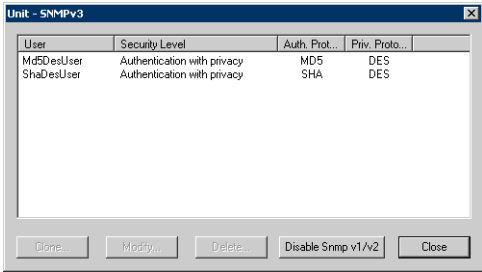 Unit - SNMPv3
User Security Level Auth. Prot... Priv. Proto...
Md5DesUser Authentication with privacy MD5 DES
ShaDesUser Authentication with privacy SHA DES
Clone... Modify... Delete... Disable Snmp v1/v2 Close